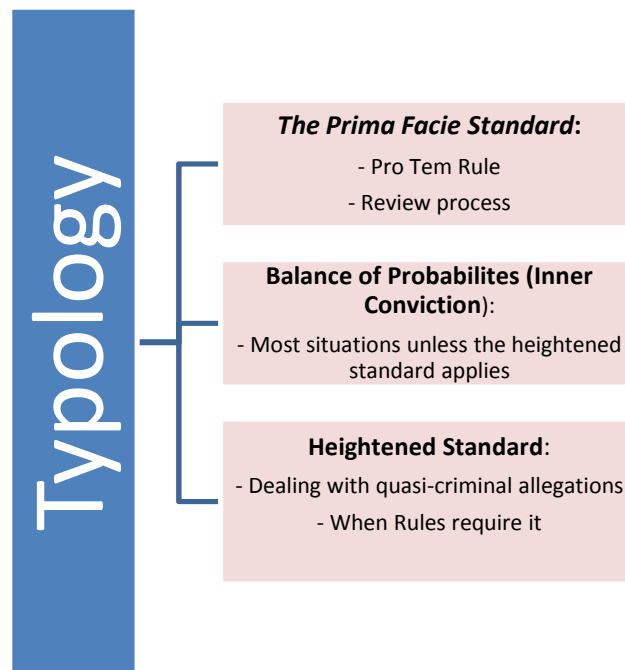 Typology
The Prima Facie Standard:
- Pro Tem Rule
- Review process
Balance of Probabilites (Inner
Conviction):
- Most situations unless the heightened
standard applies
Heightened Standard:
- Dealing with quasi-criminal allegations
- When Rules require it